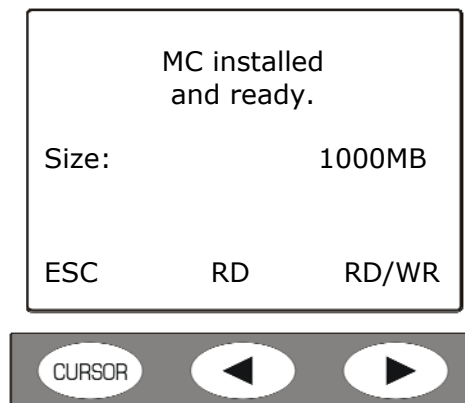 MC installed
and ready.
Size: 1000MB
ESC RD RD/WR
CURSOR